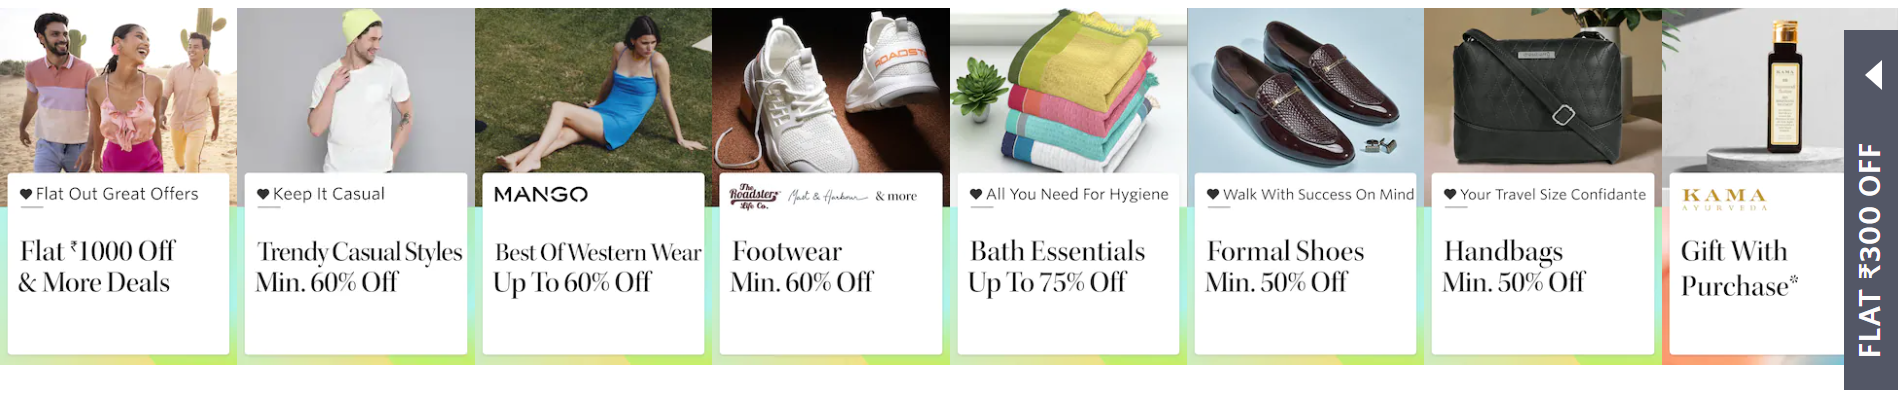 Flat Out Great Offers
Flat ₹1000 Off
& More Deals
Keep It Casual
Trendy Casual Styles
Min. 60% Off
MANGO
Best Of Western Wear
Up To 60% Off
ROADST
The
Roadster
Life Co.
Mast & Harbour
& more
Footwear
Min. 60% Off
All You Need For Hygiene
Bath Essentials
Up To 75% Off
Walk With Success On Mind
Formal Shoes
Min. 50% Off
Your Travel Size Confidante
Handbags
Min. 50% Off
KAMA
KAMA
AYURVEDA
Gift With
Purchase*
FLAT ₹300 OFF